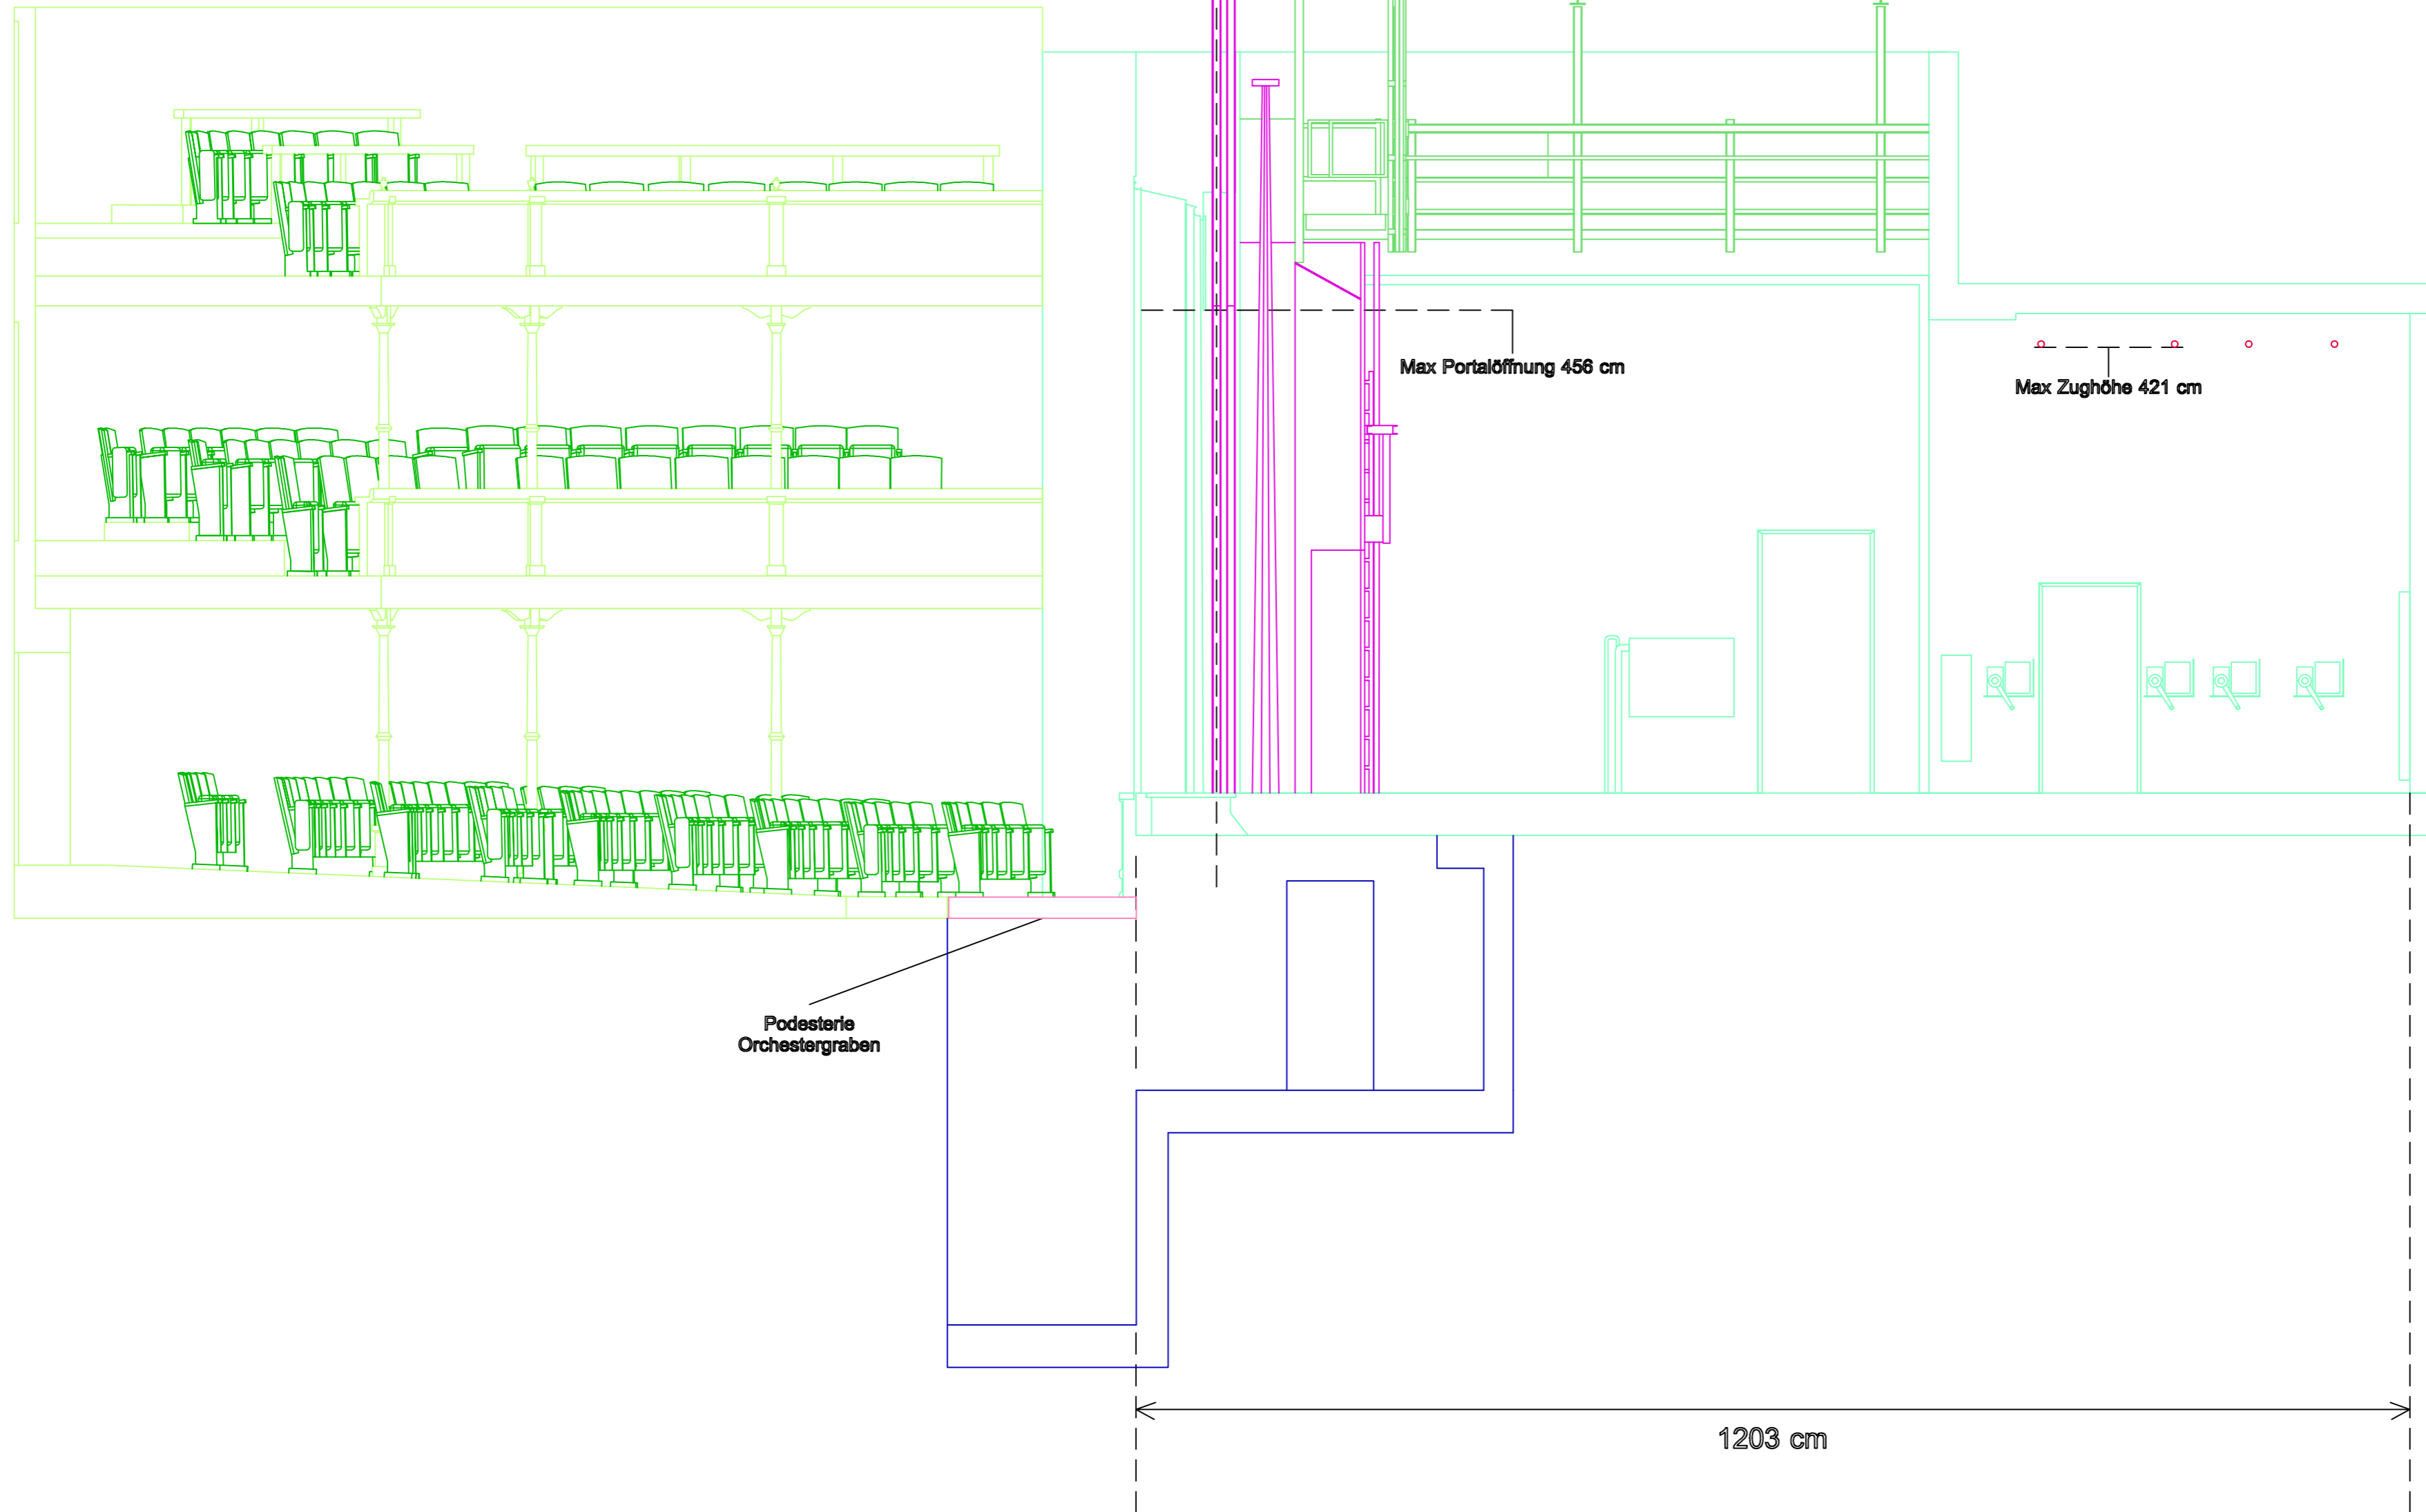 Max Portalöffnung 456 cm
Max Zughöhe 421 cm
Podesterie
Orchestergraben
1203 cm